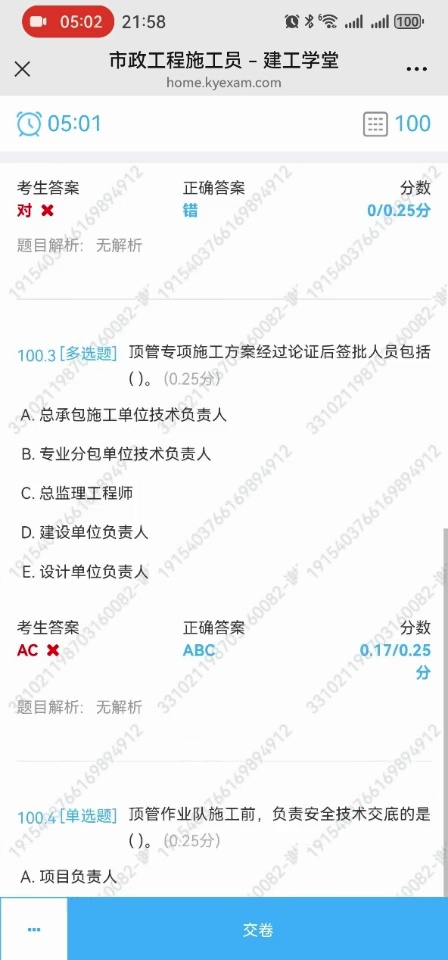 05:02 21:58 6 100
市政工程施工员 – 建工学堂
home.kyexam.com
05:01 100
考生答案 正确答案 分数
对 错 0/0.25分
题目解析: 无解析
100.3 [多选题] 顶管专项施工方案经过论证后签批人员包括
( )。 (0.25分)
A. 总承包施工单位技术负责人
B. 专业分包单位技术负责人
C. 总监理工程师
D. 建设单位负责人
E. 设计单位负责人
考生答案 正确答案 分数
AC ABC 0.17/0.25
分
题目解析: 无解析
100.4 [单选题] 顶管作业队施工前，负责安全技术交底的是
( )。 (0.25分)
A. 项目负责人
交卷